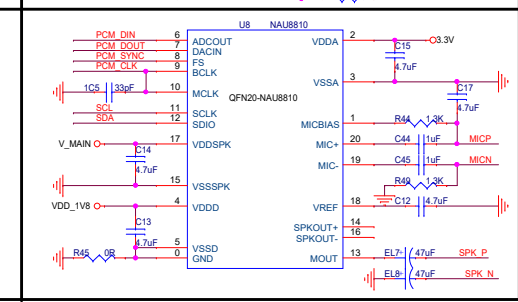 U8 NAU8810
PCM_DIN 6 ADCOUT VDDA 2 3.3V
PCM_DOUT 7 DACIN C15
PCM_SYNC 8 FS 4.7uF
PCM_CLK 9 BCLK VSSA 3
1C5 33pF 10 MCLK C17
QFN20-NAU8810 4.7uF
SCL 11 SCLK MICBIAS 1 R44 1.3K
SDA 12 SDIO
V_MAIN 17 VDDSPK MIC+ 20 C44 1uF MICP
C14 MIC- 19 C45 1uF MICN
4.7uF
15 VSSSPK R49 1.3K
VDD_1V8 4 VDDD VREF 18 C12 4.7uF
C13 SPKOUT+ 14
SPKOUT- 16
4.7uF 5 VSSD
R45 0R 0 GND MOUT 13 EL7 47uF SPK_P
EL8 47uF SPK_N